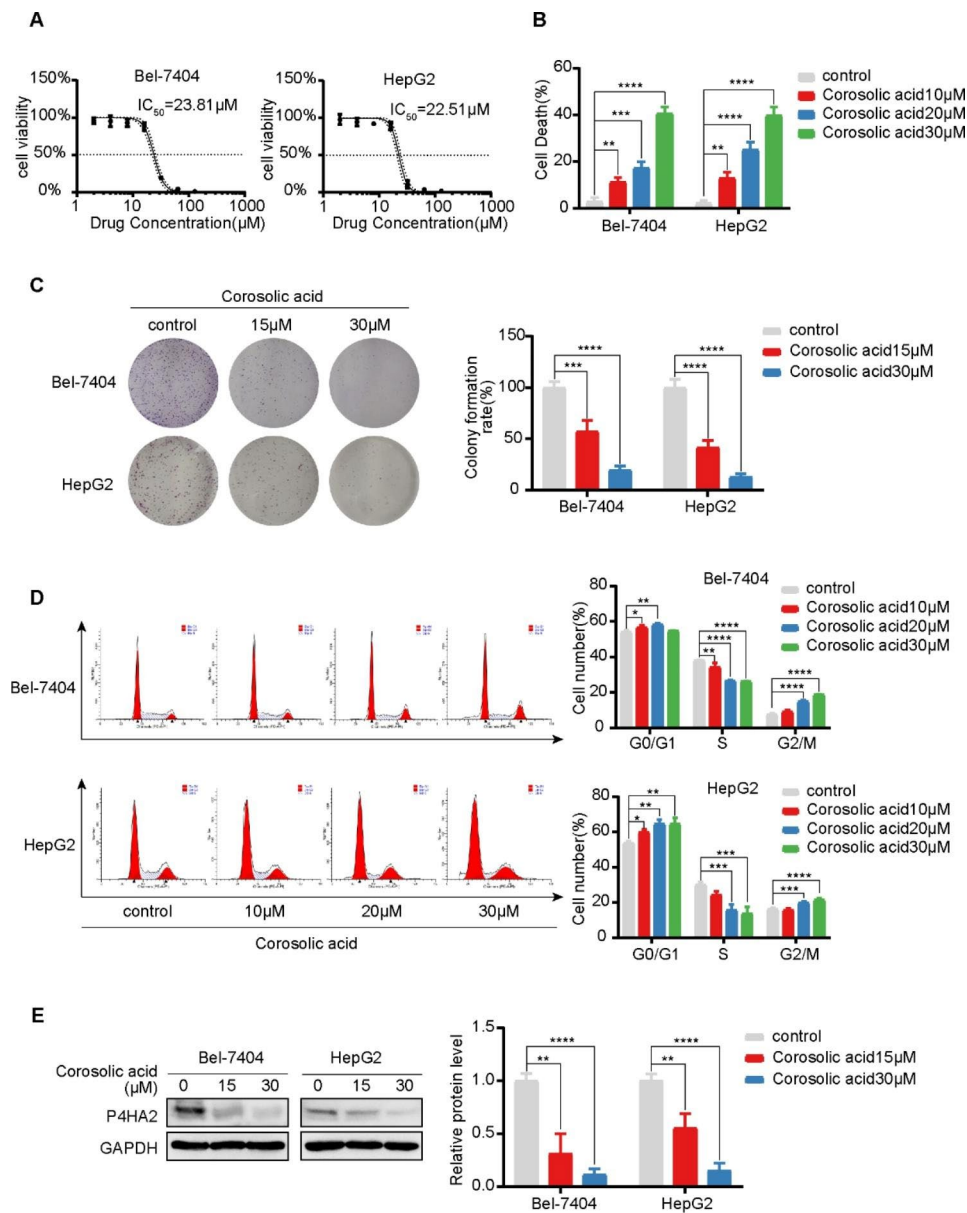 A
Bel-7404
150%
100%
50%
0%
cell viability
IC50=23.81μM
1
10
100
1000
Drug Concentration(μM)
HepG2
150%
100%
50%
0%
cell viability
IC50=22.51μM
1
10
100
1000
Drug Concentration(μM)
B
Cell Death(%)
60
40
20
0
**
***
****
**
****
****
Bel-7404
HepG2
control
Corosolic acid10μM
Corosolic acid20μM
Corosolic acid30μM
C
Corosolic acid
control
15μM
30μM
Bel-7404
HepG2
Colony formation
rate(%)
150
100
50
0
***
****
****
****
Bel-7404
HepG2
control
Corosolic acid15μM
Corosolic acid30μM
D
Bel-7404
HepG2
control
10μM
20μM
30μM
Corosolic acid
Bel-7404
Cell number(%)
80
60
40
20
0
**
*
****
****
**
****
****
G0/G1
S
G2/M
control
Corosolic acid10μM
Corosolic acid20μM
Corosolic acid30μM
HepG2
Cell number(%)
80
60
40
20
0
**
**
*
***
***
****
***
G0/G1
S
G2/M
control
Corosolic acid10μM
Corosolic acid20μM
Corosolic acid30μM
E
Bel-7404
HepG2
Corosolic acid
(μM)
0
15
30
0
15
30
P4HA2
GAPDH
Relative protein level
1.5
1.0
0.5
0.0
**
****
**
****
Bel-7404
HepG2
control
Corosolic acid15μM
Corosolic acid30μM